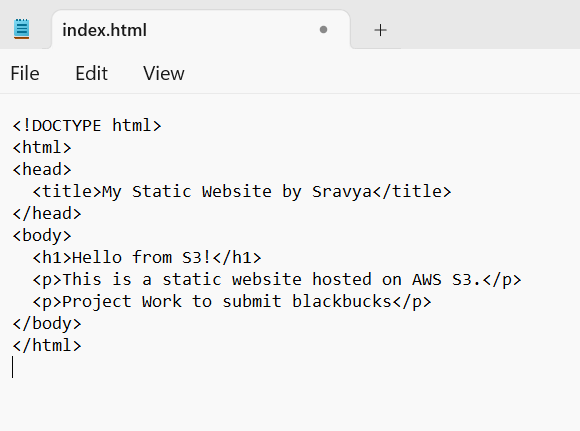 index.html
File Edit View
<!DOCTYPE html>
<html>
<head>
  <title>My Static Website by Sravya</title>
</head>
<body>
  <h1>Hello from S3!</h1>
  <p>This is a static website hosted on AWS S3.</p>
  <p>Project Work to submit blackbucks</p>
</body>
</html>